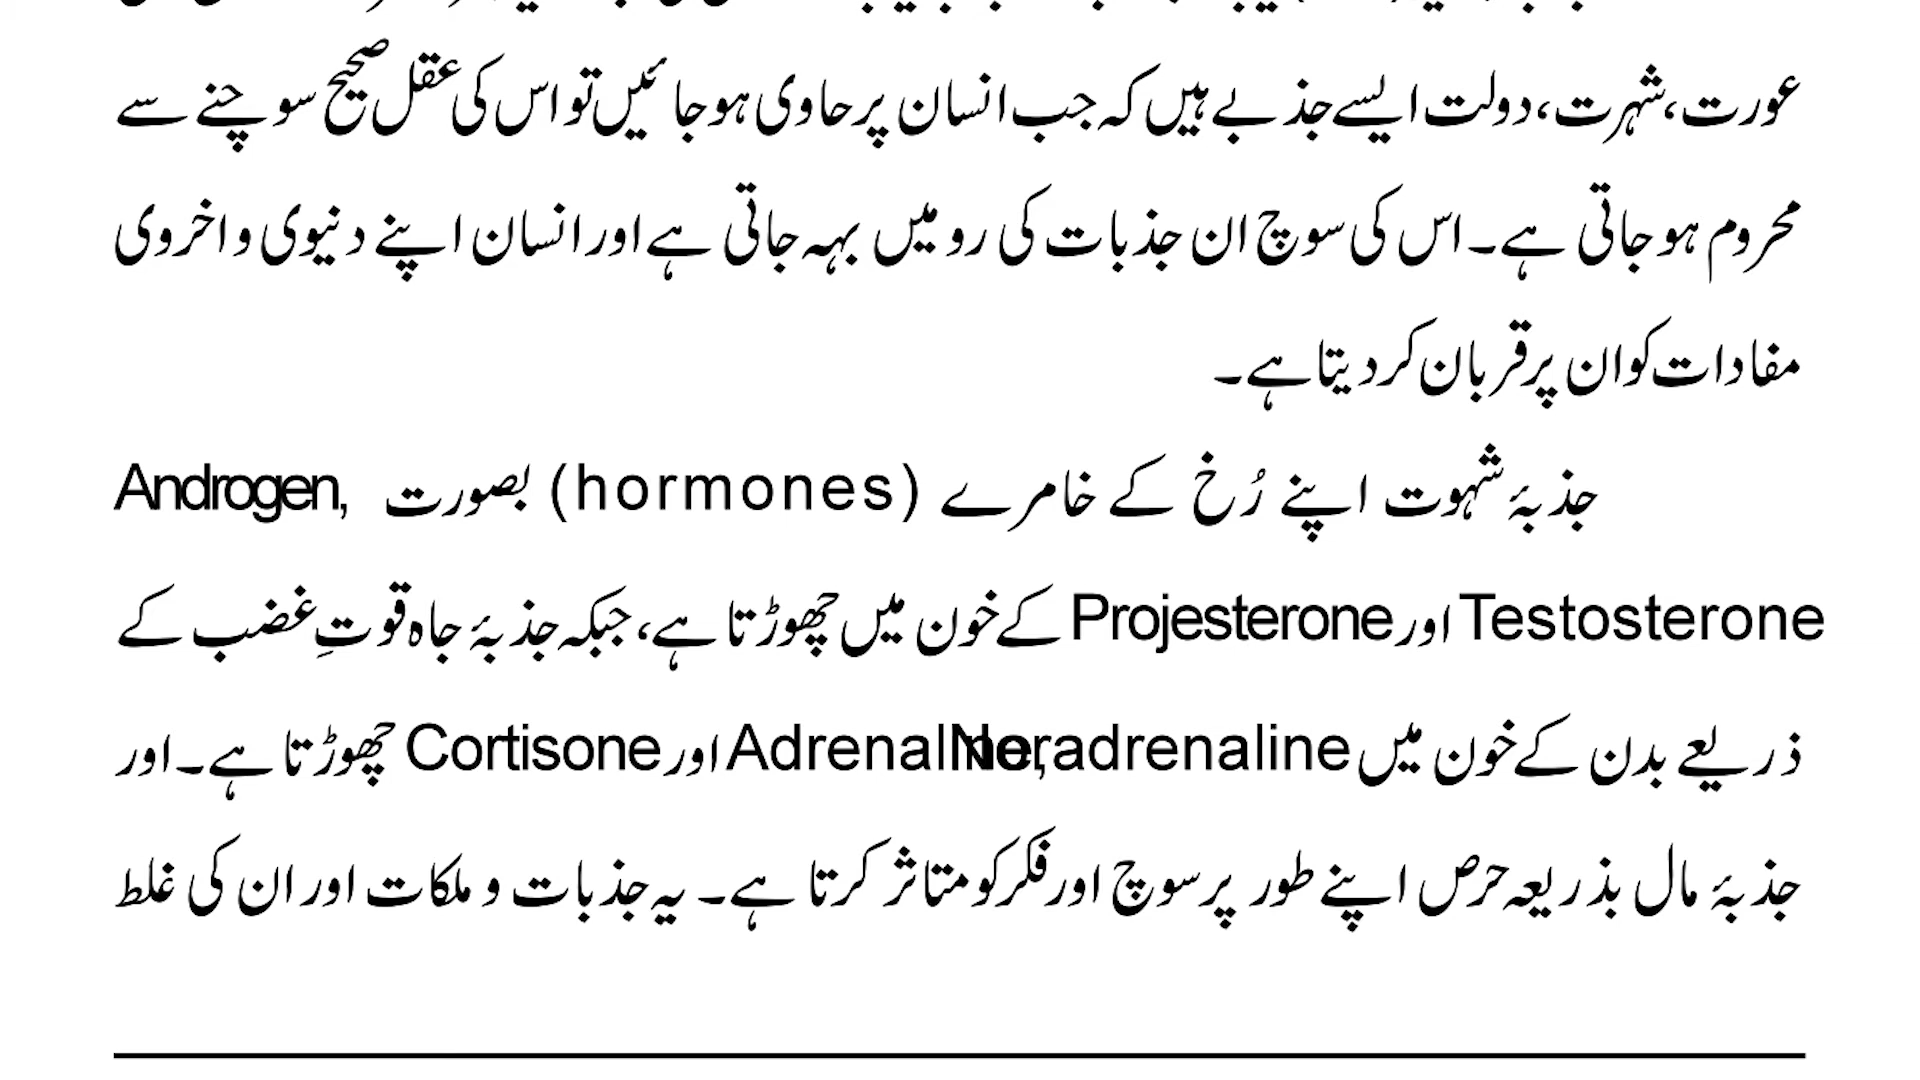 عورت، شہرت، دولت ایسے جذبے ہیں کہ جب انسان پر حاوی ہو جائیں تو اس کی عقل صحیح سوچنے سے
محروم ہو جاتی ہے۔ اس کی سوچ ان جذبات کی رو میں بہہ جاتی ہے اور انسان اپنے دنیوی و اخروی
مفادات کو ان پر قربان کر دیتا ہے۔
جذبۂ شہوت اپنے رُخ کے خامرے (hormones) بصورت Androgen,
Testosterone اور Projesterone کے خون میں چھوڑتا ہے، جبکہ جذبۂ جاہ قوتِ غضب کے
ذریعے بدن کے خون میں Noradrenaline, Adrenaline اور Cortisone چھوڑتا ہے۔ اور
جذبۂ مال بذریعہ حرص اپنے طور پر سوچ اور فکر کو متاثر کرتا ہے۔ یہ جذبات و ملکات اور ان کی غلط